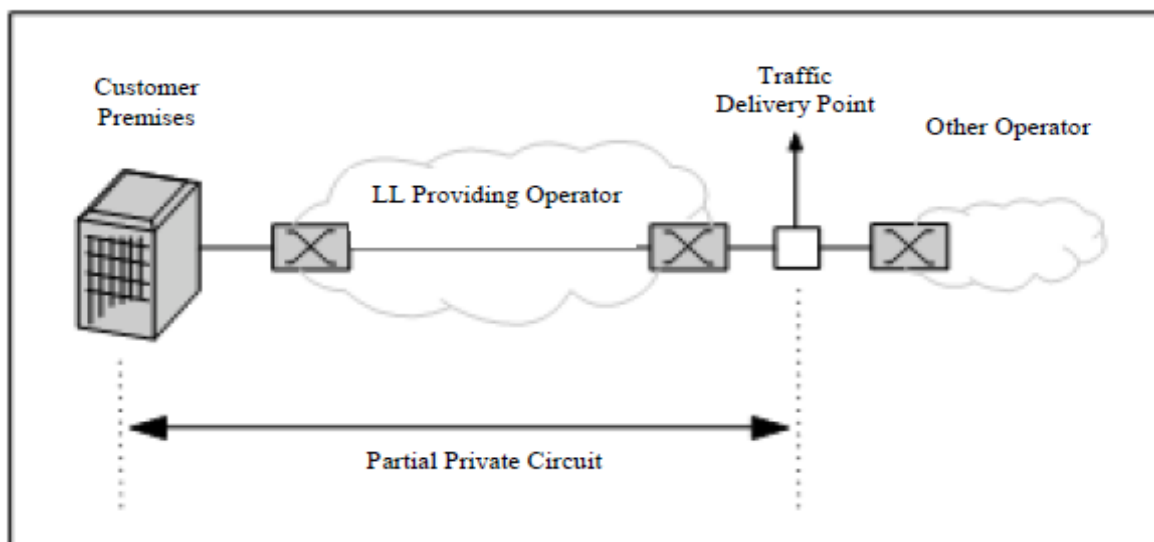 Customer
Premises
Traffic
Delivery Point
Other Operator
LL Providing Operator
Partial Private Circuit